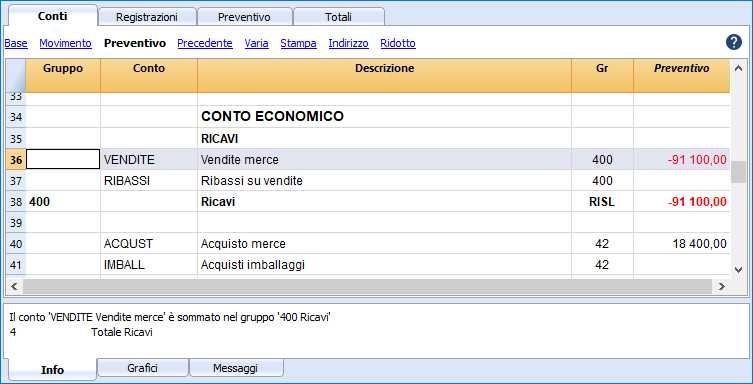 Conti Registrazioni Preventivo Totali
Base Movimento Preventivo Precedente Varia Stampa Indirizzo Ridotto ?
Gruppo Conto Descrizione Gr Preventivo
33
34 CONTO ECONOMICO
35 RICAVI
36 VENDITE Vendite merce 400 -91 100,00
37 RIBASSI Ribassi su vendite 400
38 400 Ricavi RISL -91 100,00
39
40 ACQUST Acquisto merce 42 18 400,00
41 IMBALL Acquisti imballaggi 42
Il conto 'VENDITE Vendite merce' è sommato nel gruppo '400 Ricavi'
4 Totale Ricavi
Info Grafici Messaggi